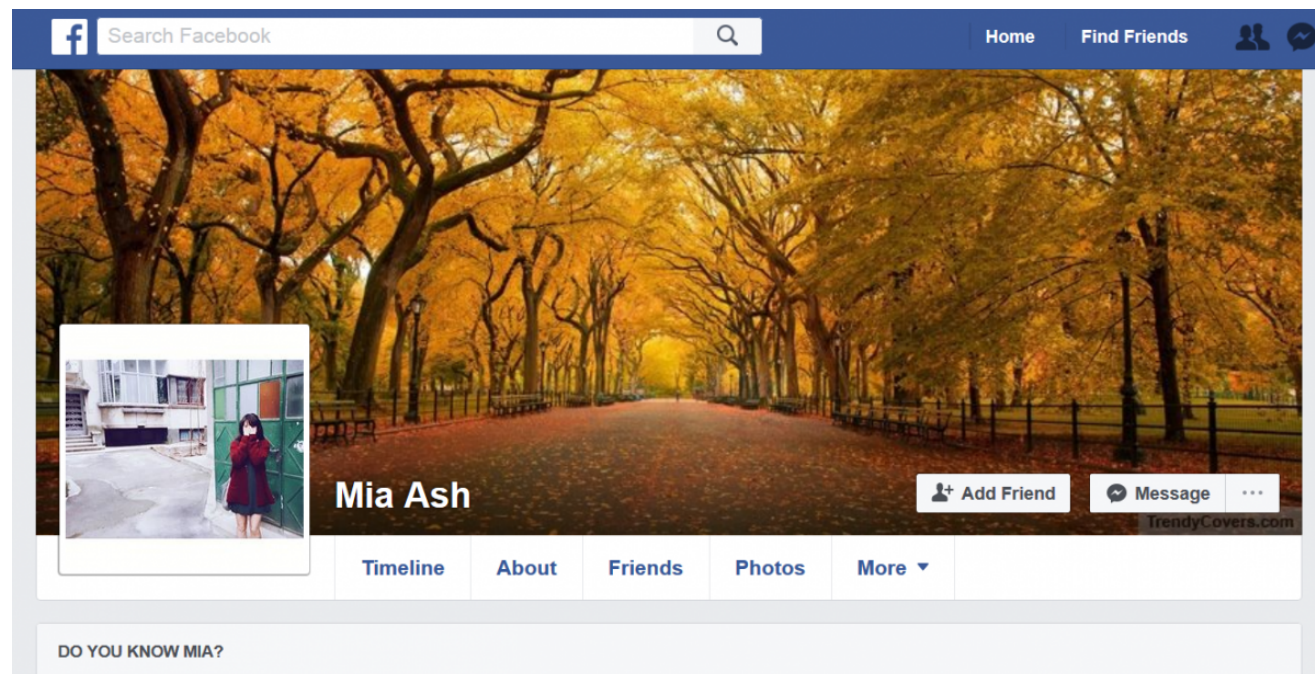 f Search Facebook Home Find Friends
Mia Ash
Add Friend Message ...
TrendyCovers.com
Timeline About Friends Photos More
DO YOU KNOW MIA?